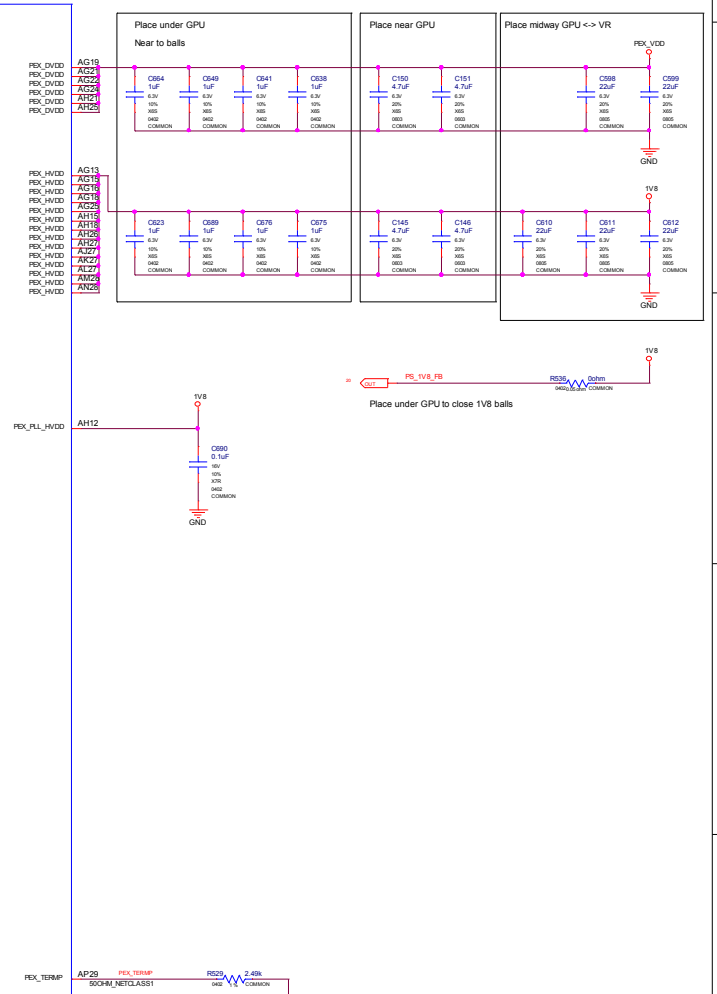 Place under GPU
Near to balls
Place near GPU
Place midway GPU <-> VR
PEX_VDD
PEX_DVDD AG19
PEX_DVDD AG21
PEX_DVDD AG22
PEX_DVDD AG24
PEX_DVDD AH21
PEX_DVDD AH25
C664 C649 C641 C638 C150 C151 C598 C599
1uF 1uF 1uF 1uF 4.7uF 4.7uF 22uF 22uF
6.3V 6.3V 6.3V 6.3V 6.3V 6.3V 6.3V 6.3V
10% 10% 10% 10% 20% 20% 20% 20%
X6S X6S X6S X6S X6S X6S X6S X6S
0402 0402 0402 0402 0603 0603 0805 0805
COMMON COMMON COMMON COMMON COMMON COMMON COMMON COMMON
GND
1V8
PEX_HVDD AG13
PEX_HVDD AG15
PEX_HVDD AG16
PEX_HVDD AG18
PEX_HVDD AG25
PEX_HVDD AH15
PEX_HVDD AH18
PEX_HVDD AH26
PEX_HVDD AH27
PEX_HVDD AJ27
PEX_HVDD AK27
PEX_HVDD AL27
PEX_HVDD AM28
PEX_HVDD AN28
C623 C689 C676 C675 C145 C146 C610 C611 C612
1uF 1uF 1uF 1uF 4.7uF 4.7uF 22uF 22uF 22uF
6.3V 6.3V 6.3V 6.3V 6.3V 6.3V 6.3V 6.3V 6.3V
10% 10% 10% 10% 20% 20% 20% 20% 20%
X6S X6S X6S X6S X6S X6S X6S X6S X6S
0402 0402 0402 0402 0603 0603 0805 0805 0805
COMMON COMMON COMMON COMMON COMMON COMMON COMMON COMMON COMMON
GND
1V8
OUT PS_1V8_FB R536 0ohm
0402 0.05ohm COMMON
Place under GPU to close 1V8 balls
1V8
PEX_PLL_HVDD AH12
C690
0.1uF
16V
10%
X7R
0402
COMMON
GND
PEX_TERMP AP29 PEX_TERMP R529 2.49k
50OHM_NETCLASS1 0402 1% COMMON